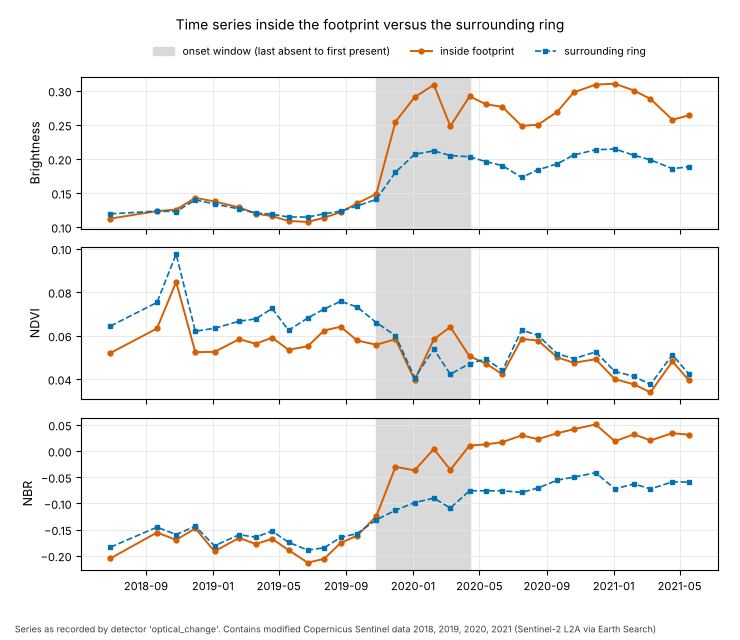 Time series inside the footprint versus the surrounding ring
onset window (last absent to first present) inside footprint surrounding ring
Brightness
0.30
0.25
0.20
0.15
0.10
NDVI
0.10
0.08
0.06
0.04
NBR
0.05
0.00
−0.05
−0.10
−0.15
−0.20
2018-09 2019-01 2019-05 2019-09 2020-01 2020-05 2020-09 2021-01 2021-05
Series as recorded by detector 'optical_change'. Contains modified Copernicus Sentinel data 2018, 2019, 2020, 2021 (Sentinel-2 L2A via Earth Search)